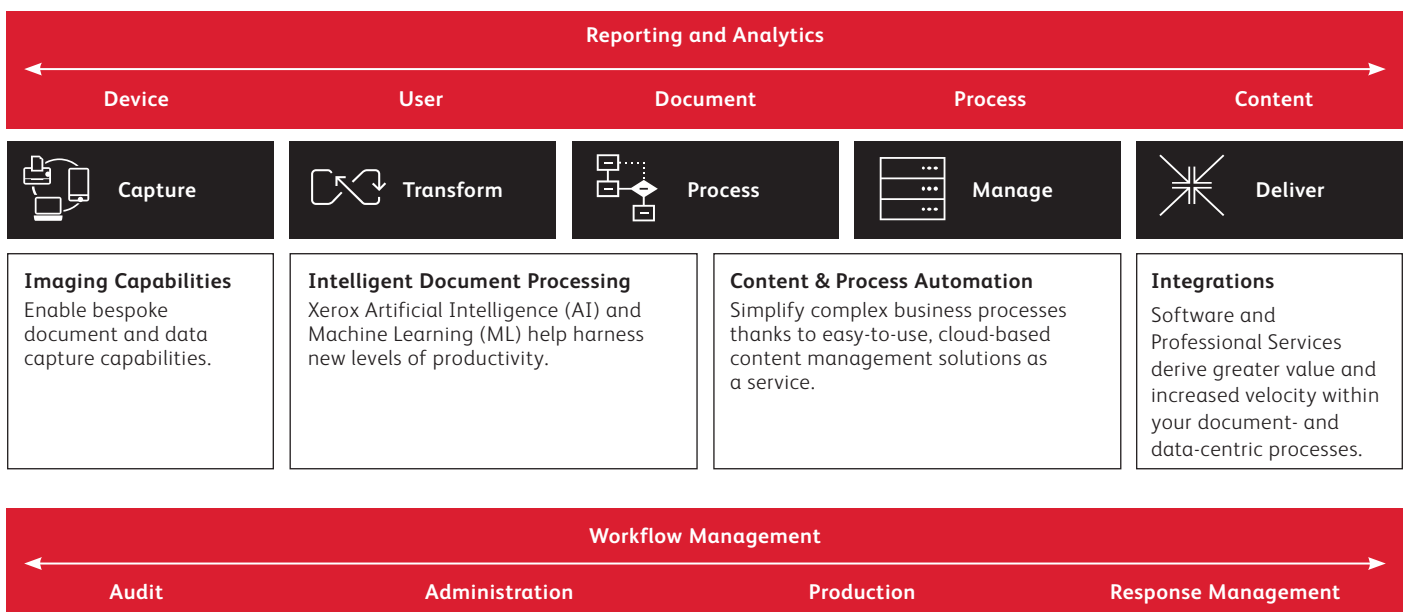 Reporting and Analytics
Device User Document Process Content
Capture Transform Process Manage Deliver
Imaging Capabilities
Enable bespoke
document and data
capture capabilities.
Intelligent Document Processing
Xerox Artificial Intelligence (AI) and
Machine Learning (ML) help harness
new levels of productivity.
Content & Process Automation
Simplify complex business processes
thanks to easy-to-use, cloud-based
content management solutions as
a service.
Integrations
Software and
Professional Services
derive greater value and
increased velocity within
your document- and
data-centric processes.
Workflow Management
Audit Administration Production Response Management